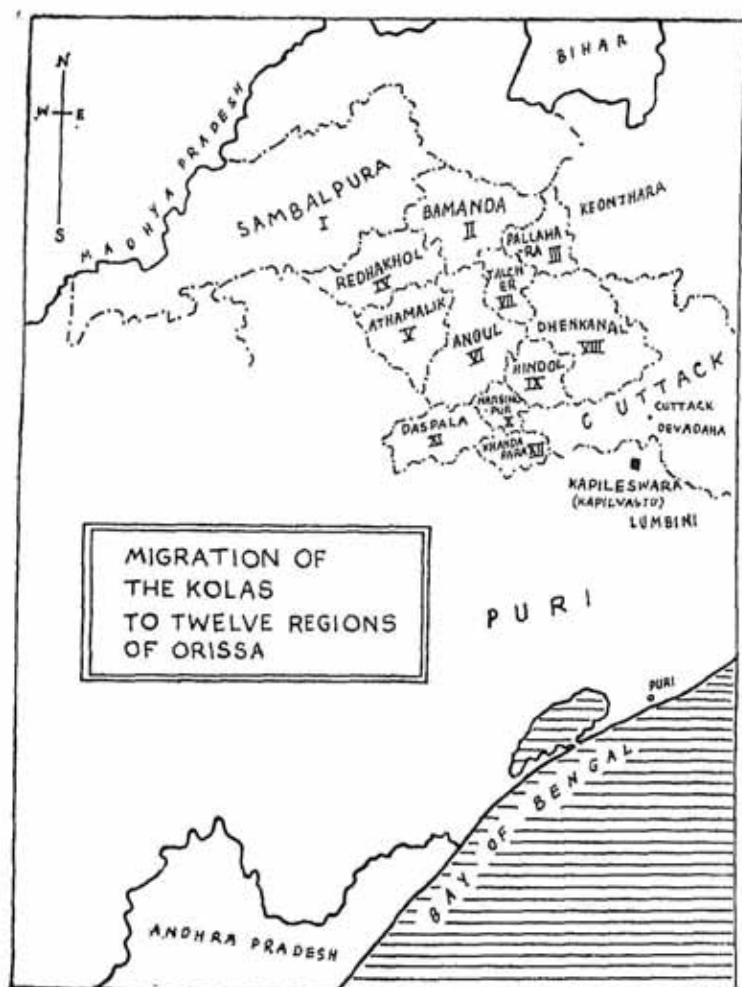 BIHAR
N
W E
S
MADHYA PRADESH
SAMBALPURA
I
BAMANDA
II
KEONJHARA
PALLAHA
RA III
REDHAKHOL
IV
TALCH
ER
VII
ATHAMALIK
V
ANGUL
VI
DHENKANAL
VIII
HINDOL
IX
CUTTACK
CUTTACK
DEVADAHA
NARSING
PUR
X
DASPALA
XI
KHANDA
PARA XII
KAPILESWARA
(KAPILVASTU)
LUMBINI
MIGRATION OF
THE KOLAS
TO TWELVE REGIONS
OF ORISSA
PURI
PURI
BAY OF BENGAL
ANDHRA PRADESH